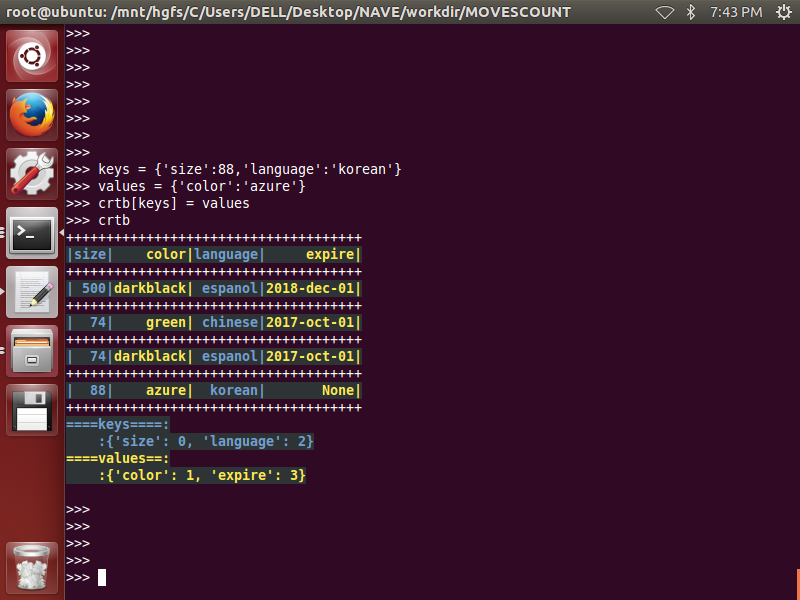 root@ubuntu: /mnt/hgfs/C/Users/DELL/Desktop/NAVE/workdir/MOVESCOUNT 7:43 PM
>>>
>>>
>>>
>>>
>>>
>>>
>>>
>>>
>>> keys = {'size':88,'language':'korean'}
>>> values = {'color':'azure'}
>>> crtb[keys] = values
>>> crtb
+++++++++++++++++++++++++++++++++++++
|size|    color|language|     expire|
+++++++++++++++++++++++++++++++++++++
| 500|darkblack| espanol|2018-dec-01|
+++++++++++++++++++++++++++++++++++++
|  74|    green| chinese|2017-oct-01|
+++++++++++++++++++++++++++++++++++++
|  74|darkblack| espanol|2017-oct-01|
+++++++++++++++++++++++++++++++++++++
|  88|    azure|  korean|       None|
+++++++++++++++++++++++++++++++++++++
====keys====:
    :{'size': 0, 'language': 2}
====values==:
    :{'color': 1, 'expire': 3}
>>>
>>>
>>>
>>>
>>>